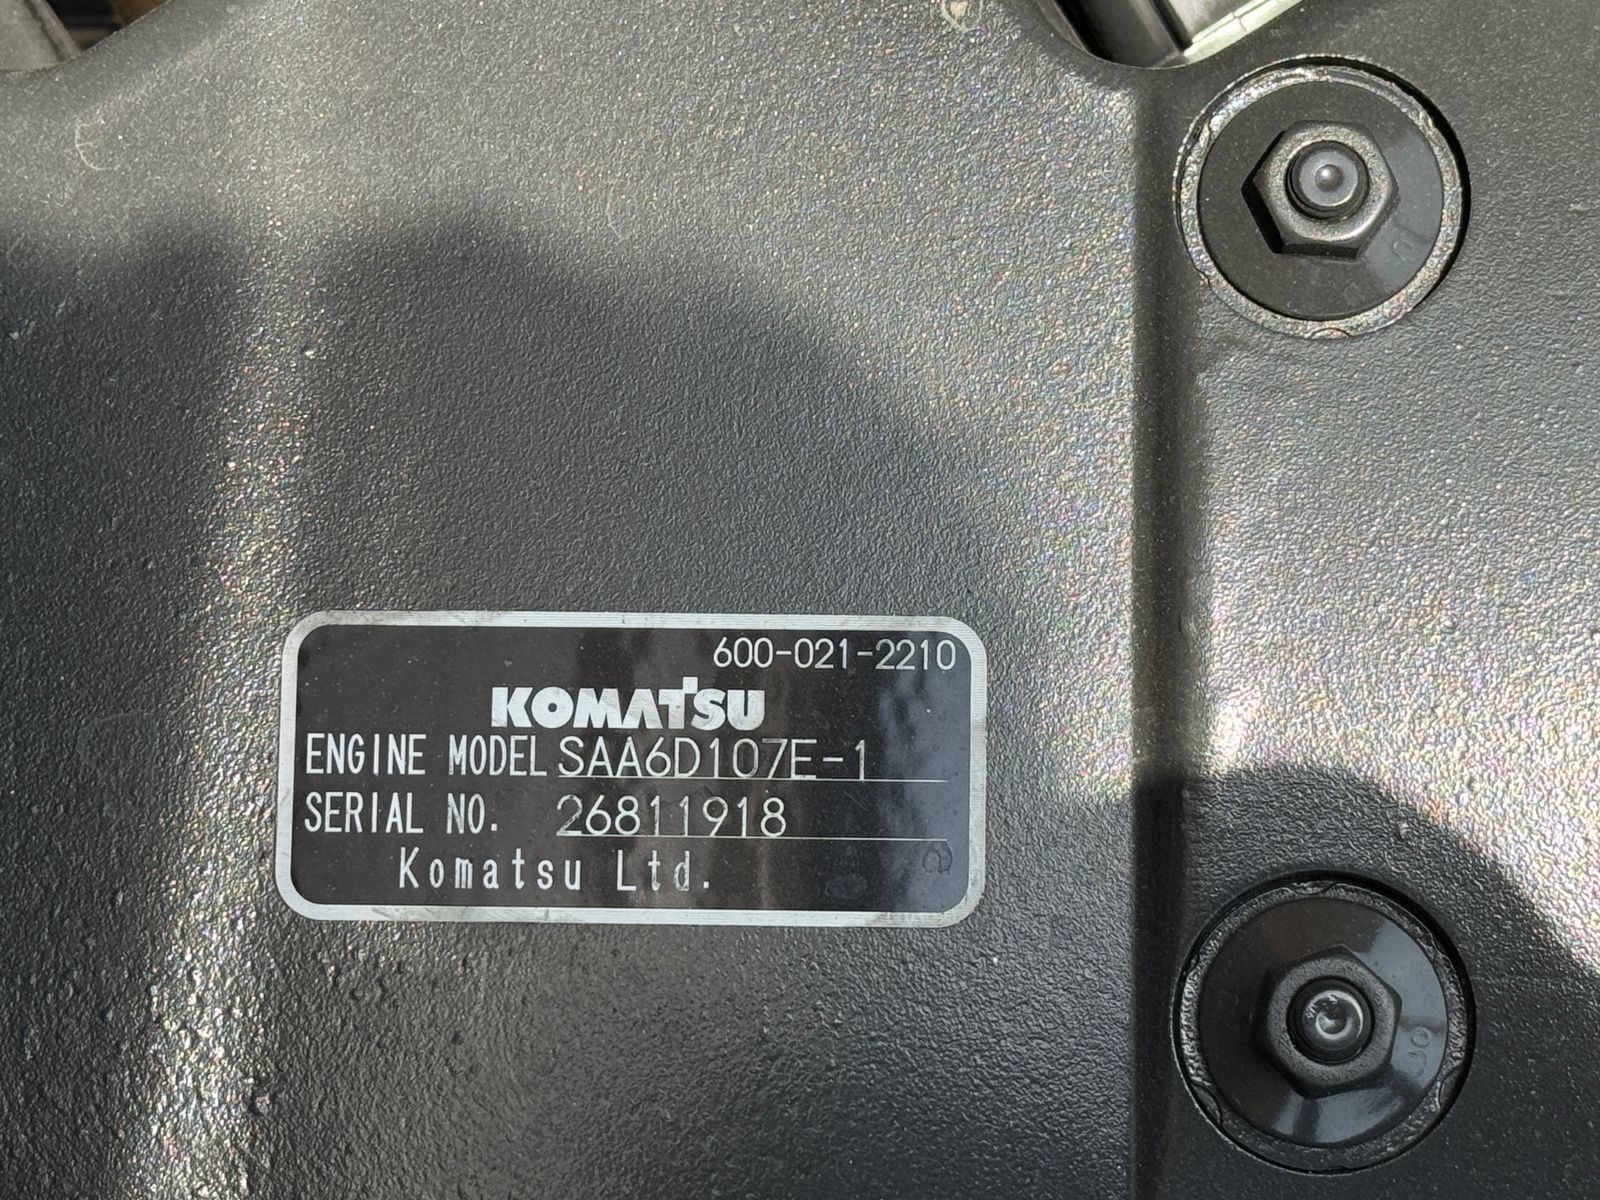 600-021-2210
KOMATSU
ENGINE MODEL SAA6D107E-1
SERIAL NO. 26811918
Komatsu Ltd.